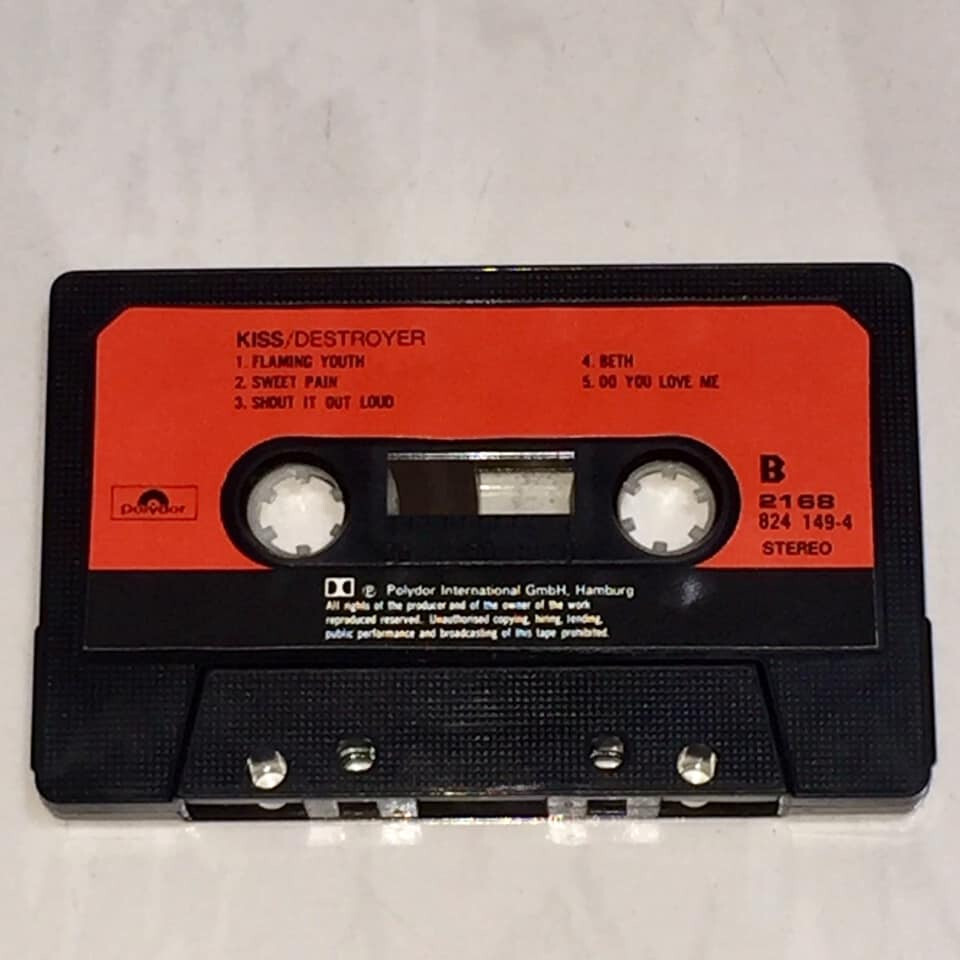 KISS/DESTROYER
1. FLAMING YOUTH
2. SWEET PAIN
3. SHOUT IT OUT LOUD
4. BETH
5. DO YOU LOVE ME
polydor
B
2168
824 149-4
STEREO
℗ Polydor International GmbH, Hamburg
All rights of the producer and of the owner of the work
reproduced reserved. Unauthorised copying, hiring, lending,
public performance and broadcasting of this tape prohibited.